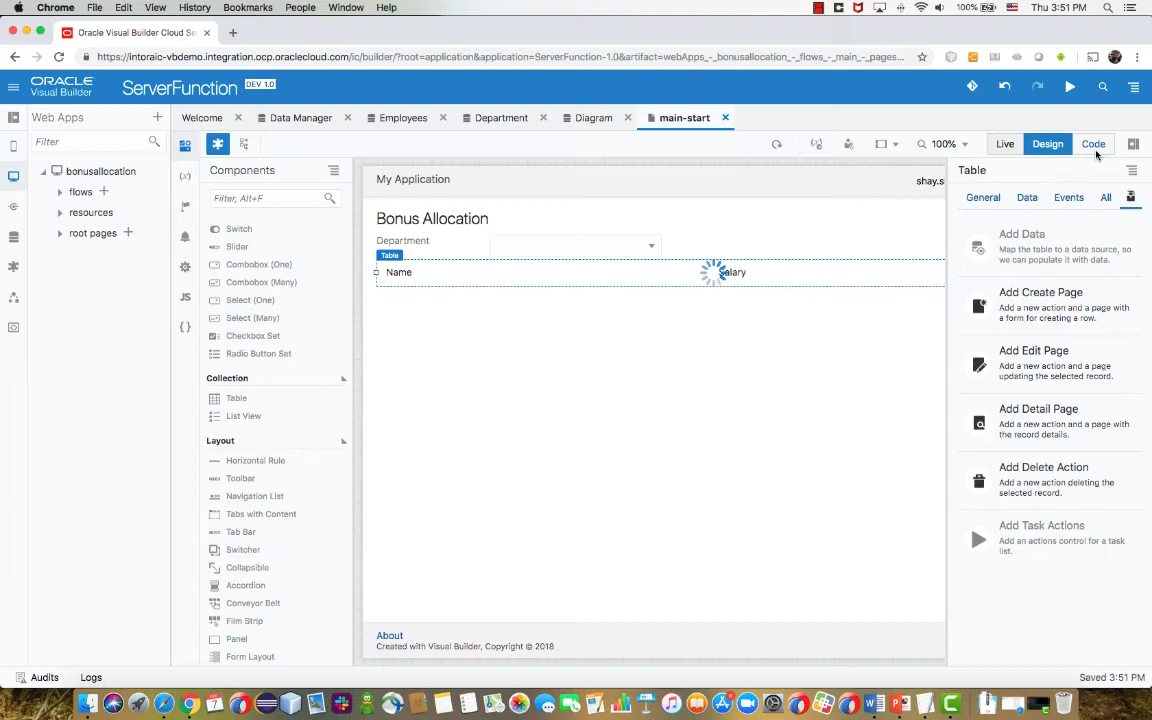 Chrome File Edit View History Bookmarks People Window Help 100% Thu 3:51 PM
Oracle Visual Builder Cloud Se
https://intoraic-vbdemo.integration.ocp.oraclecloud.com/ic/builder/?root=application&application=ServerFunction-1.0&artifact=webApps_-_bonusallocation_-_flows_-_main_-_pages...
ORACLE
Visual Builder
ServerFunction DEV 1.0
Web Apps
Welcome Data Manager Employees Department Diagram main-start
Filter
100% Live Design Code
bonusallocation
flows
resources
root pages
Components
Filter, Alt+F
Switch
Slider
Combobox (One)
Combobox (Many)
Select (One)
Select (Many)
Checkbox Set
Radio Button Set
Collection
Table
List View
Layout
Horizontal Rule
Toolbar
Navigation List
Tabs with Content
Tab Bar
Switcher
Collapsible
Accordion
Conveyor Belt
Film Strip
Panel
Form Layout
(x)
JS
{ }
My Application
shay.s
Bonus Allocation
Department
Table
Name Salary
About
Created with Visual Builder, Copyright © 2018
Table
General Data Events All
Add Data
Map the table to a data source, so
we can populate it with data.
Add Create Page
Add a new action and a page with
a form for creating a row.
Add Edit Page
Add a new action and a page
updating the selected record.
Add Detail Page
Add a new action and a page with
the record details.
Add Delete Action
Add a new action deleting the
selected record.
Add Task Actions
Add an actions control for a task
list.
Audits Logs
Saved 3:51 PM